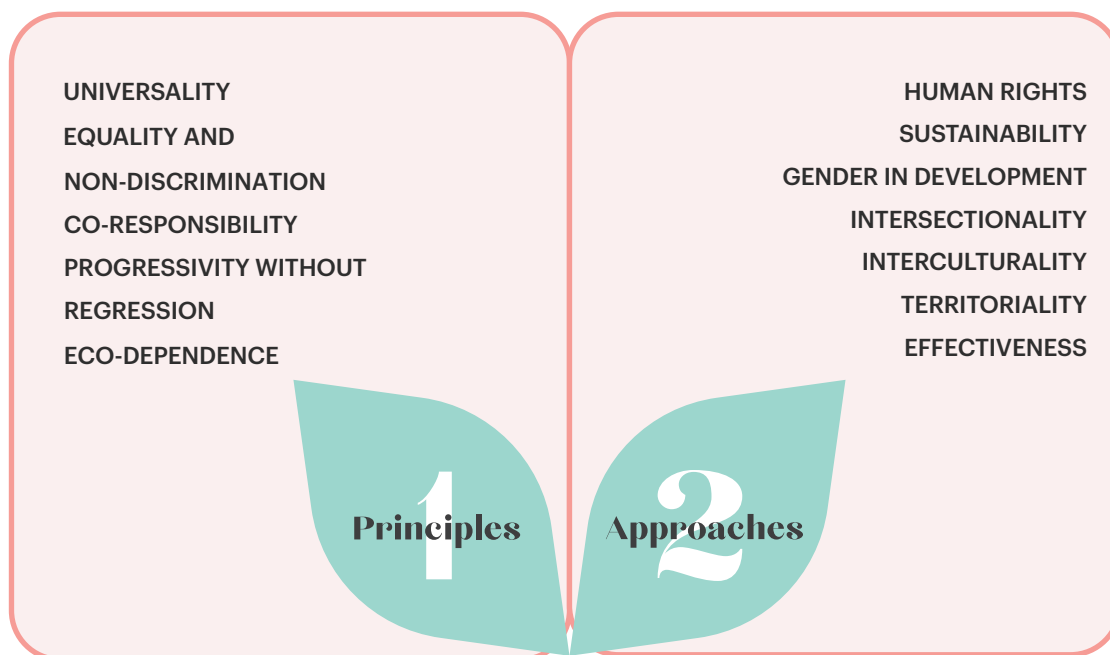 UNIVERSALITY
EQUALITY AND
NON-DISCRIMINATION
CO-RESPONSIBILITY
PROGRESSIVITY WITHOUT
REGRESSION
ECO-DEPENDENCE
1
Principles
HUMAN RIGHTS
SUSTAINABILITY
GENDER IN DEVELOPMENT
INTERSECTIONALITY
INTERCULTURALITY
TERRITORIALITY
EFFECTIVENESS
2
Approaches